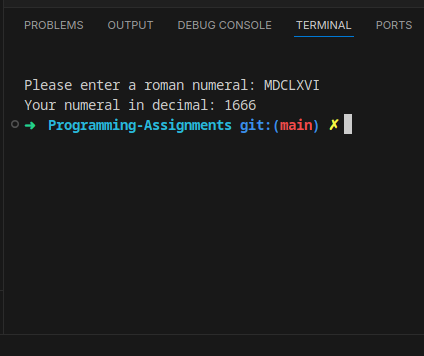 PROBLEMS OUTPUT DEBUG CONSOLE TERMINAL PORTS
Please enter a roman numeral: MDCLXVI
Your numeral in decimal: 1666
➜ Programming-Assignments git:(main) ✗